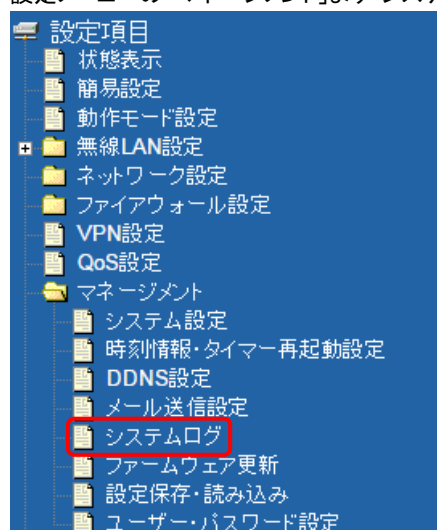 設定項目
状態表示
簡易設定
動作モード設定
無線LAN設定
ネットワーク設定
ファイアウォール設定
VPN設定
QoS設定
マネージメント
システム設定
時刻情報・タイマー再起動設定
DDNS設定
メール送信設定
システムログ
ファームウェア更新
設定保存・読み込み
ユーザー・パスワード設定